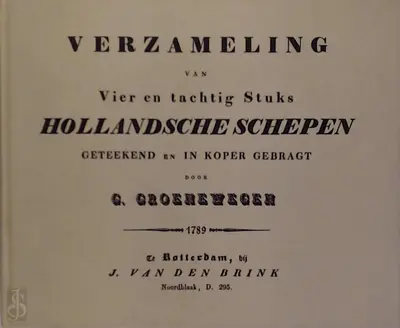 VERZAMELING
VAN
Vier en tachtig Stuks
HOLLANDSCHE SCHEPEN
GETEEKEND EN IN KOPER GEBRAGT
DOOR
G. GROENEWEGEN
1789
Te Rotterdam, bij
J. VAN DEN BRINK
Noordblaak, D. 295.